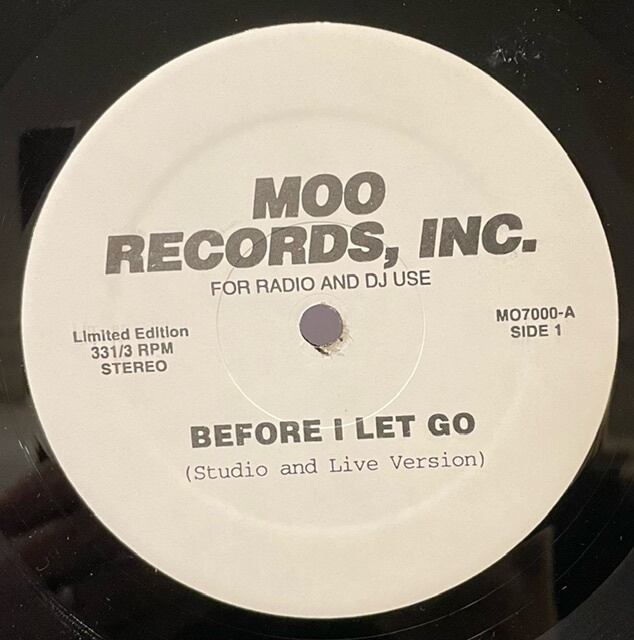 MOO
RECORDS, INC.
FOR RADIO AND DJ USE
Limited Edition
331/3 RPM
STEREO
MO7000-A
SIDE 1
BEFORE I LET GO
(Studio and Live Version)